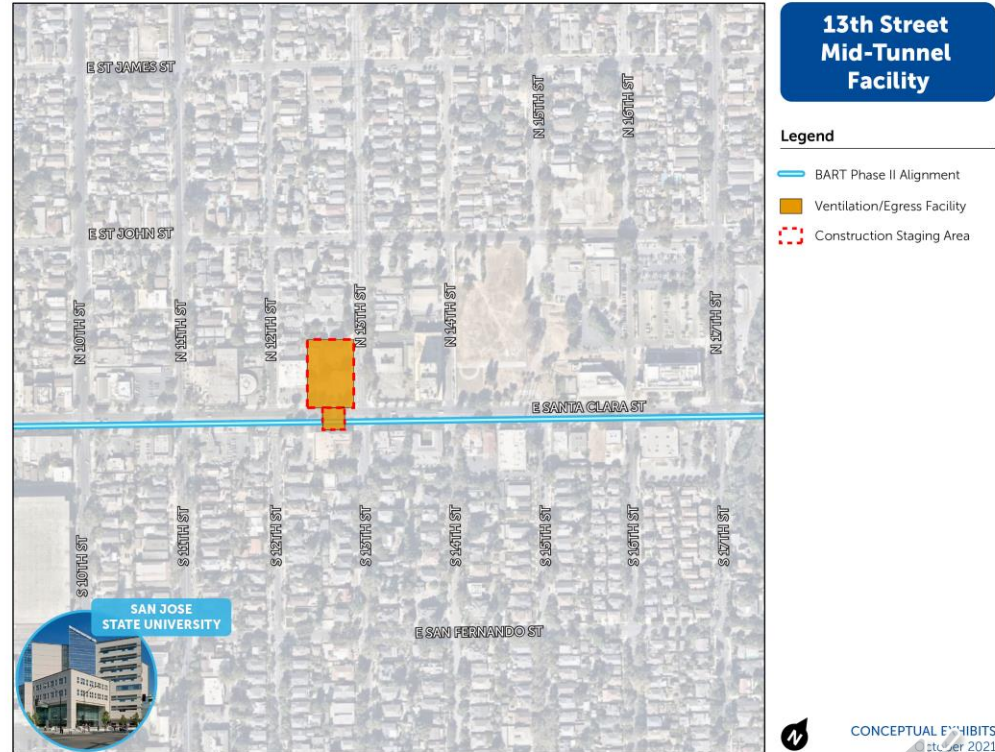 13th Street
Mid-Tunnel
Facility
Legend
BART Phase II Alignment
Ventilation/Egress Facility
Construction Staging Area
E ST JAMES ST
N 15TH ST
N 16TH ST
E ST JOHN ST
N 10TH ST
N 11TH ST
N 12TH ST
N 13TH ST
N 14TH ST
N 17TH ST
E SANTA CLARA ST
S 10TH ST
S 11TH ST
S 12TH ST
S 13TH ST
S 14TH ST
S 15TH ST
S 16TH ST
S 17TH ST
SAN JOSE
STATE UNIVERSITY
E SAN FERNANDO ST
N
CONCEPTUAL EXHIBITS
October 2021